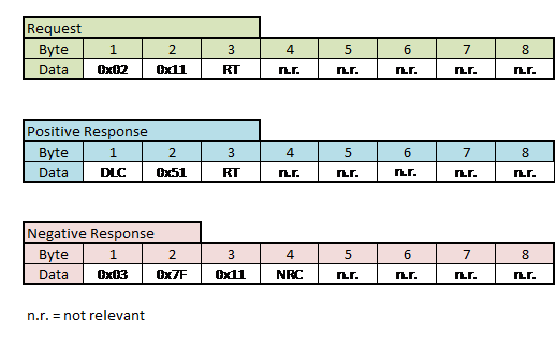 Request
Byte 1 2 3 4 5 6 7 8
Data 0x02 0x11 RT n.r. n.r. n.r. n.r. n.r.
Positive Response
Byte 1 2 3 4 5 6 7 8
Data DLC 0x51 RT n.r. n.r. n.r. n.r. n.r.
Negative Response
Byte 1 2 3 4 5 6 7 8
Data 0x03 0x7F 0x11 NRC n.r. n.r. n.r. n.r.
n.r. = not relevant